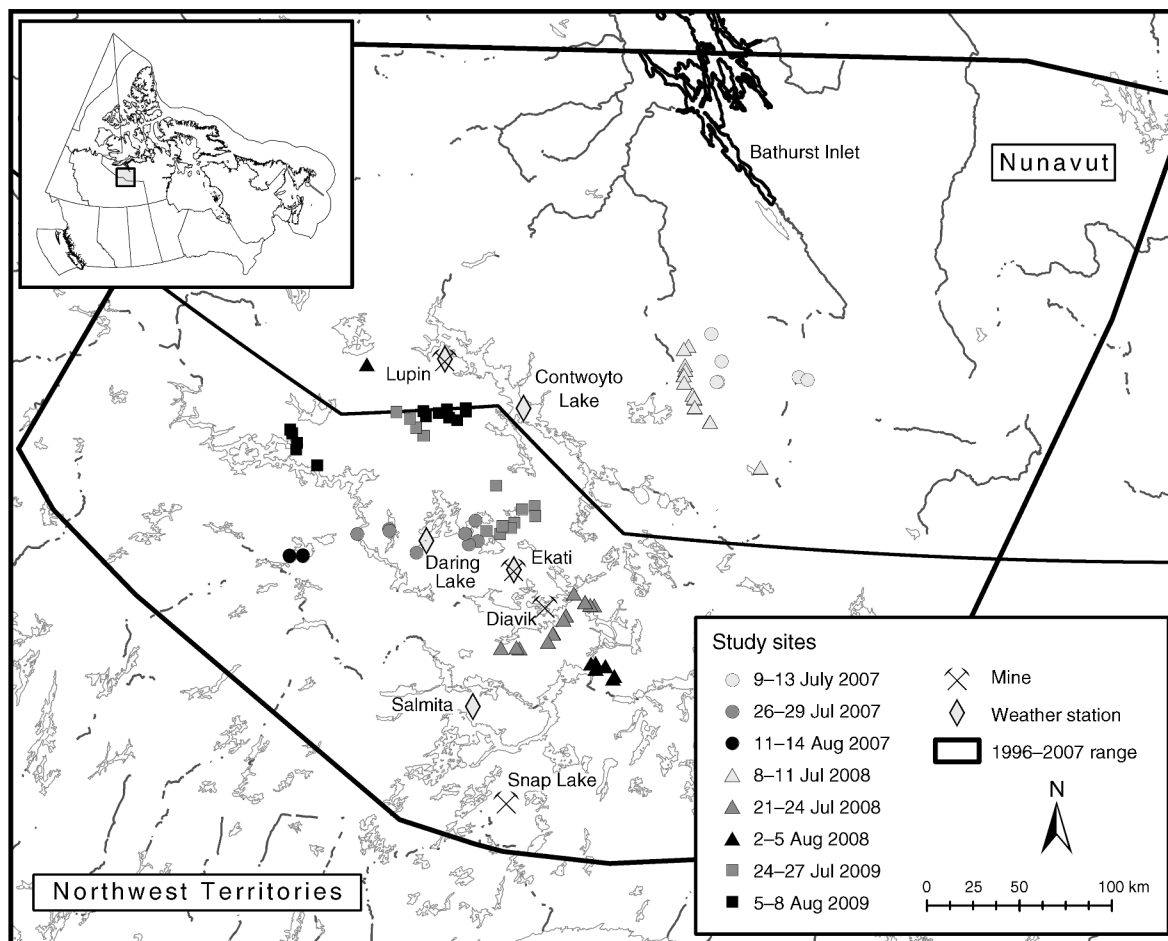 Bathurst Inlet
Nunavut
Lupin
Contwoyto
Lake
Daring
Lake
Ekati
Diavik
Salmita
Snap Lake
Northwest Territories
Study sites
9–13 July 2007
26–29 Jul 2007
11–14 Aug 2007
8–11 Jul 2008
21–24 Jul 2008
2–5 Aug 2008
24–27 Jul 2009
5–8 Aug 2009
Mine
Weather station
1996–2007 range
N
0 25 50 100 km